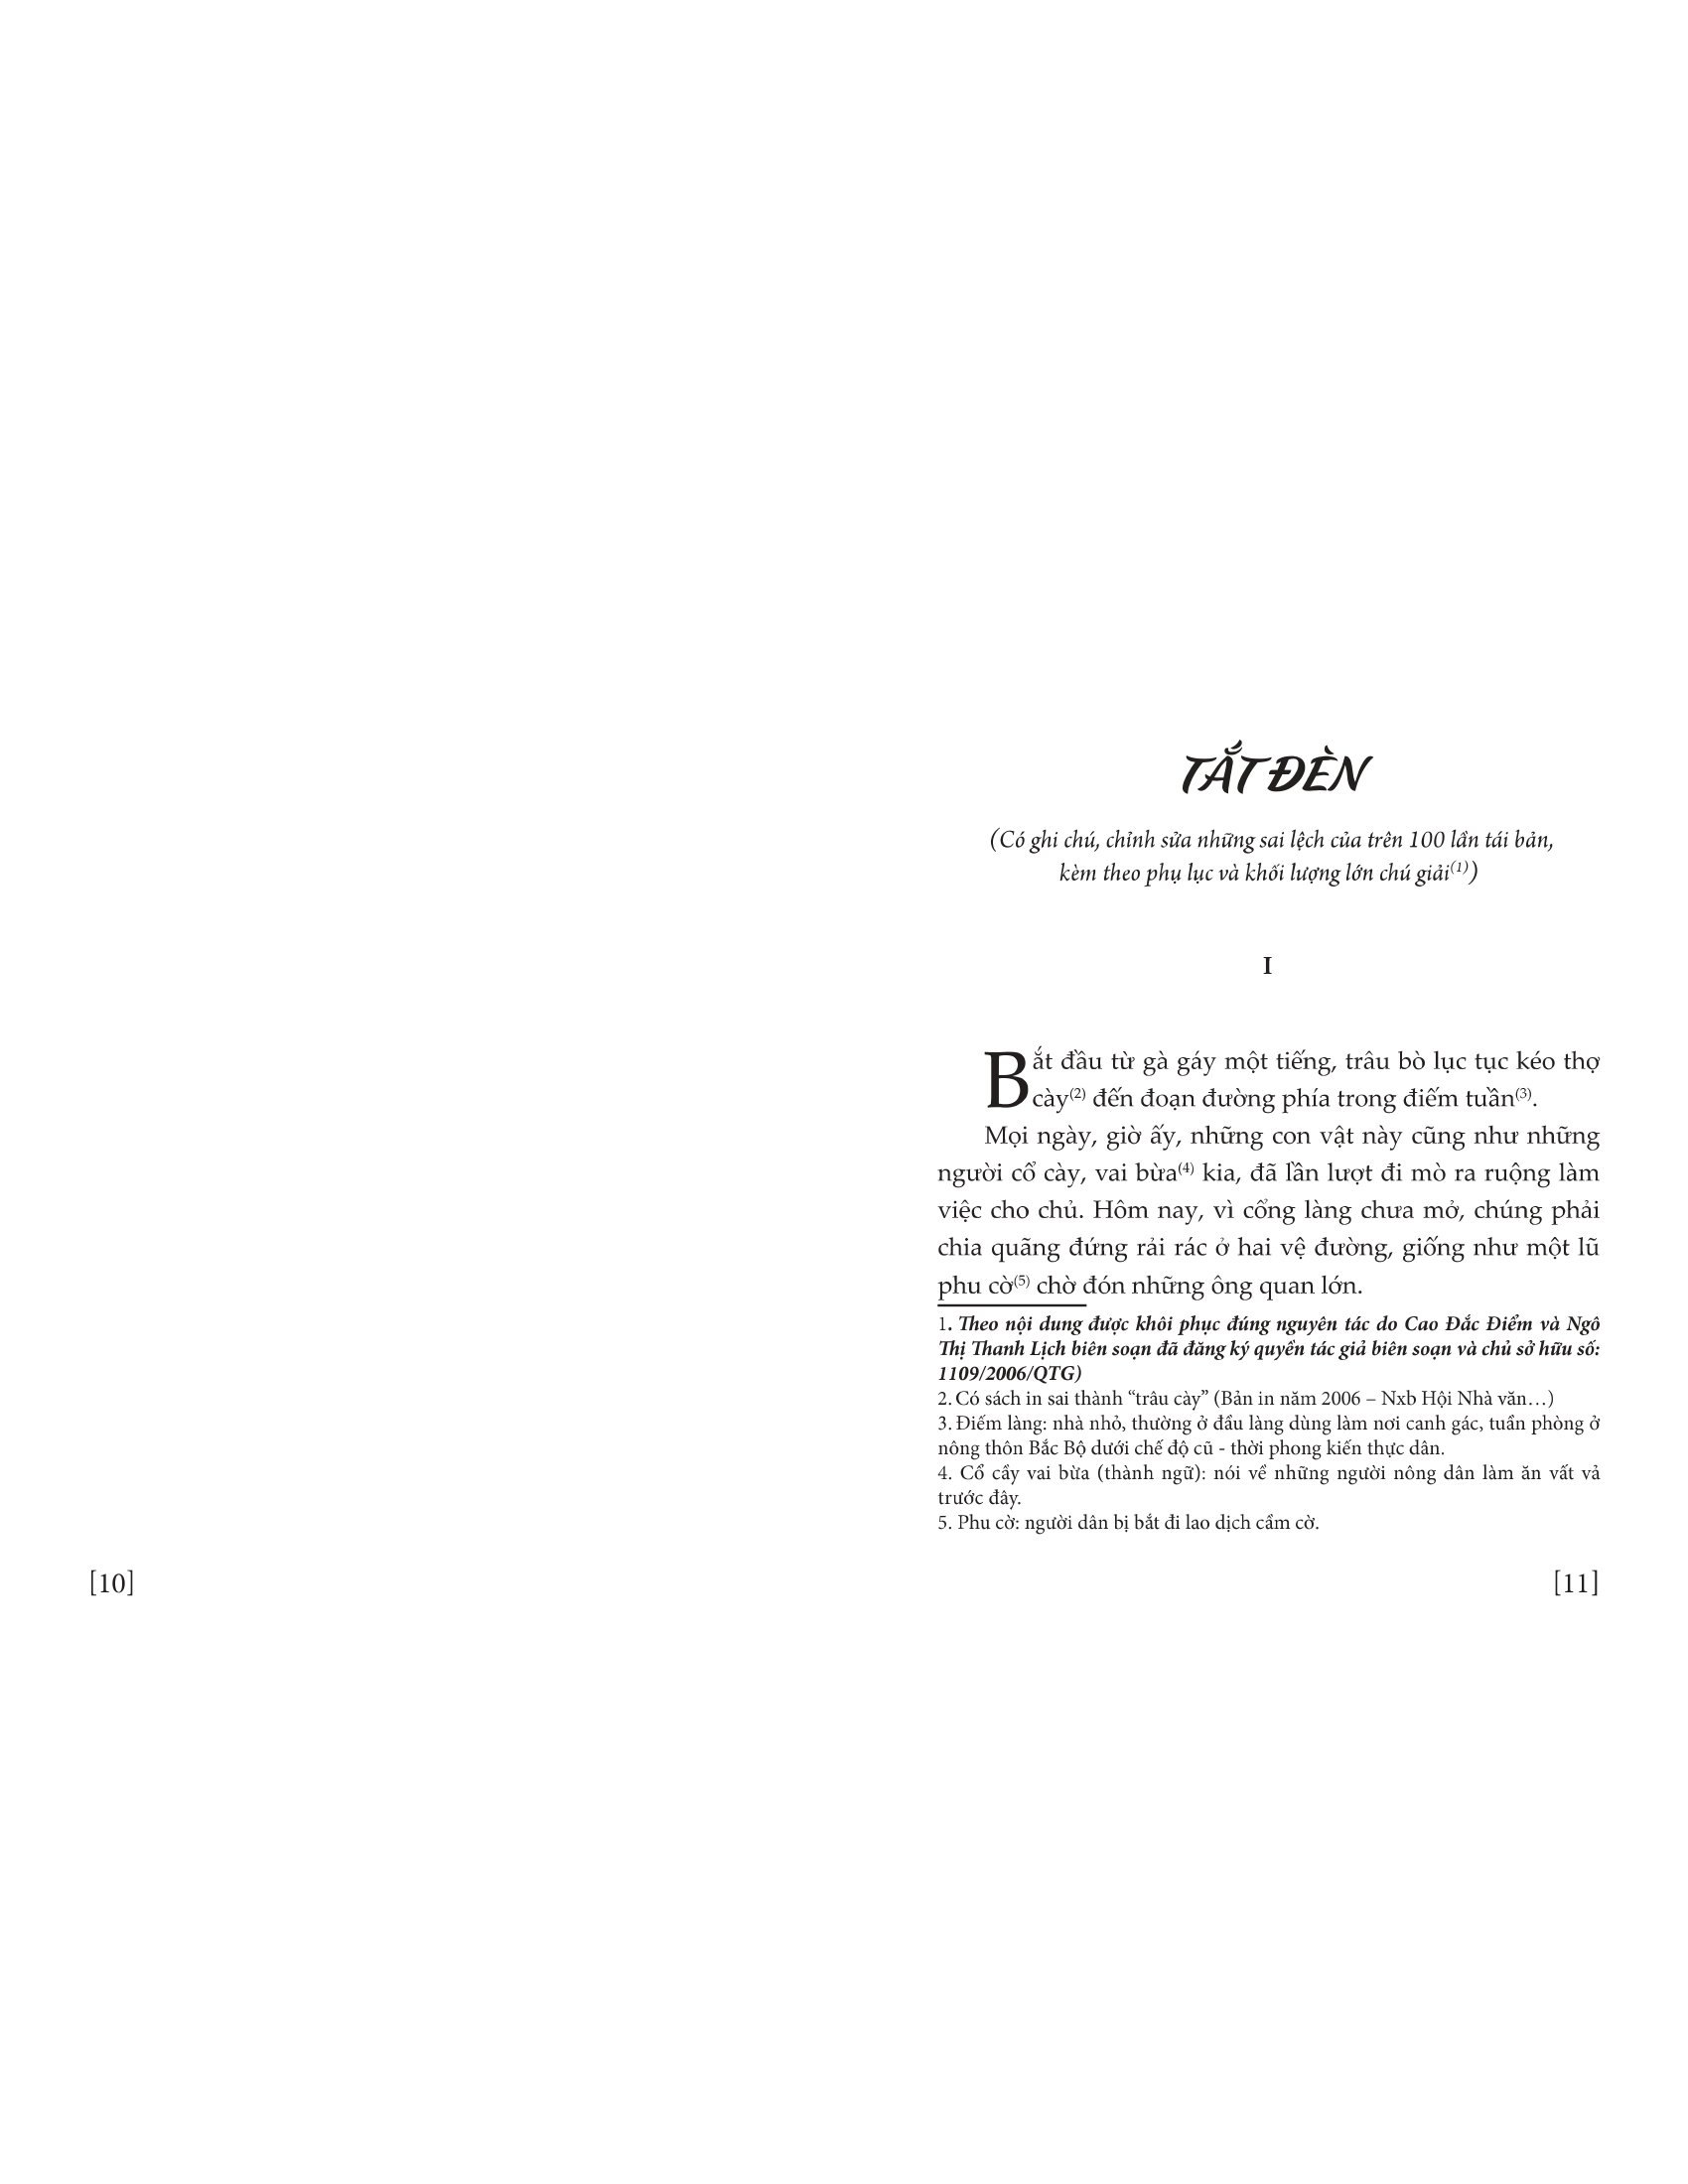 TẮT ĐÈN
(Có ghi chú, chỉnh sửa những sai lệch của trên 100 lần tái bản,
kèm theo phụ lục và khối lượng lớn chú giải(1))
I
Bắt đầu từ gà gáy một tiếng, trâu bò lục tục kéo thợ
cày(2) đến đoạn đường phía trong điếm tuần(3).
Mọi ngày, giờ ấy, những con vật này cũng như những
người cổ cày, vai bừa(4) kia, đã lần lượt đi mò ra ruộng làm
việc cho chủ. Hôm nay, vì cổng làng chưa mở, chúng phải
chia quãng đứng rải rác ở hai vệ đường, giống như một lũ
phu cờ(5) chờ đón những ông quan lớn.
1. Theo nội dung được khôi phục đúng nguyên tác do Cao Đắc Điểm và Ngô
Thị Thanh Lịch biên soạn đã đăng ký quyền tác giả biên soạn và chủ sở hữu số:
1109/2006/QTG)
2. Có sách in sai thành “trâu cày” (Bản in năm 2006 – Nxb Hội Nhà văn…)
3. Điếm làng: nhà nhỏ, thường ở đầu làng dùng làm nơi canh gác, tuần phòng ở
nông thôn Bắc Bộ dưới chế độ cũ - thời phong kiến thực dân.
4. Cổ cầy vai bừa (thành ngữ): nói về những người nông dân làm ăn vất vả
trước đây.
5. Phu cờ: người dân bị bắt đi lao dịch cầm cờ.
[10]
[11]